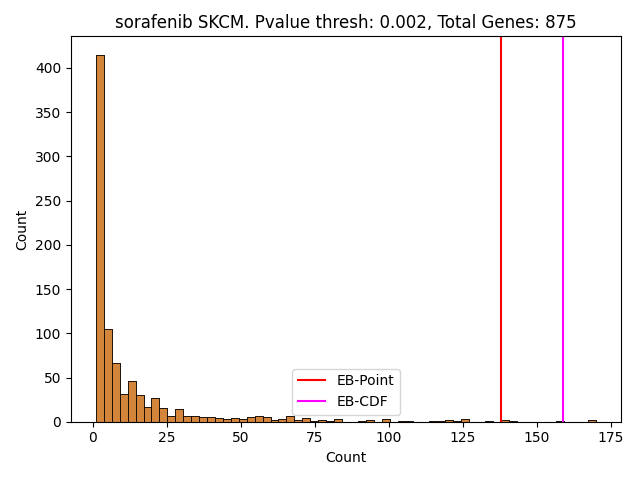 sorafenib SKCM. Pvalue thresh: 0.002, Total Genes: 875
400
350
300
250
200
150
100
50
0
Count
EB-Point
EB-CDF
0 25 50 75 100 125 150 175
Count